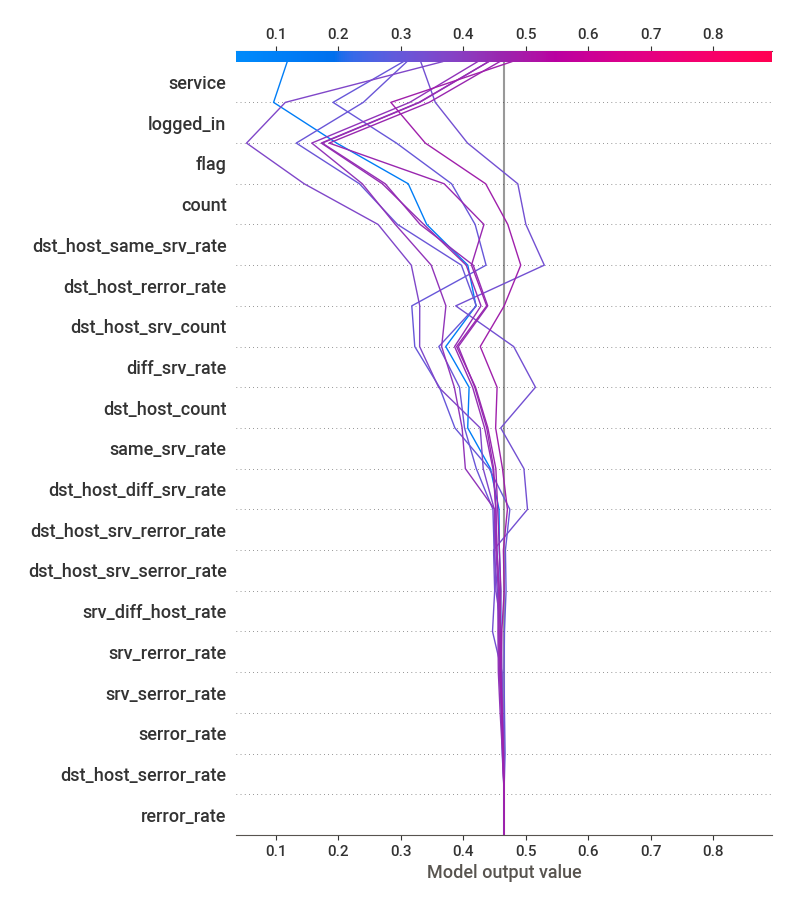 0.1 0.2 0.3 0.4 0.5 0.6 0.7 0.8
service
logged_in
flag
count
dst_host_same_srv_rate
dst_host_rerror_rate
dst_host_srv_count
diff_srv_rate
dst_host_count
same_srv_rate
dst_host_diff_srv_rate
dst_host_srv_rerror_rate
dst_host_srv_serror_rate
srv_diff_host_rate
srv_rerror_rate
srv_serror_rate
serror_rate
dst_host_serror_rate
rerror_rate
0.1 0.2 0.3 0.4 0.5 0.6 0.7 0.8
Model output value